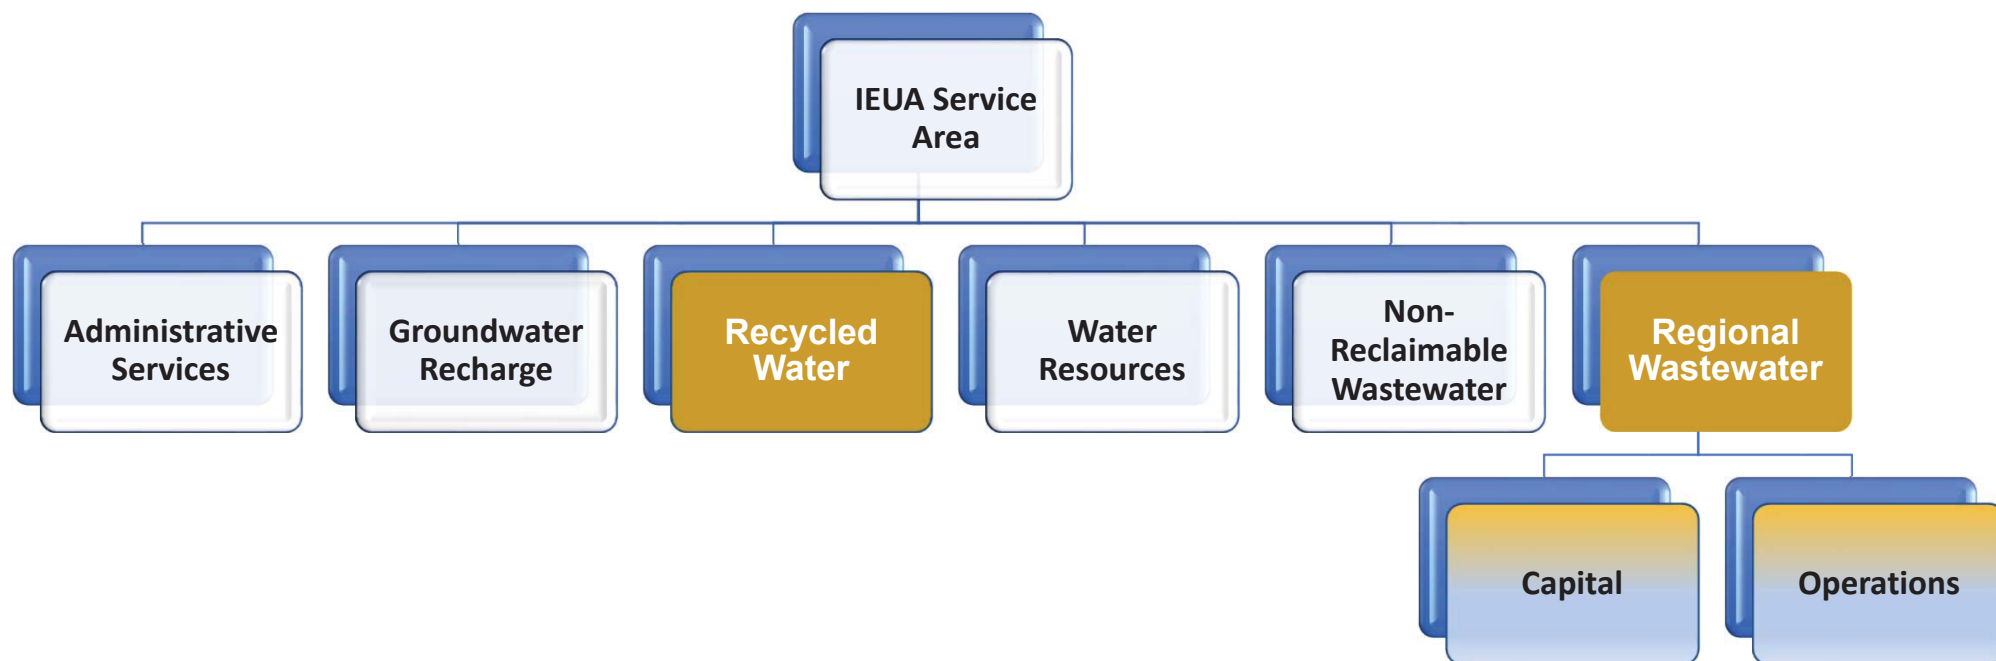 IEUA Service
Area
Administrative
Services
Groundwater
Recharge
Recycled
Water
Water
Resources
Non-
Reclaimable
Wastewater
Regional
Wastewater
Capital
Operations